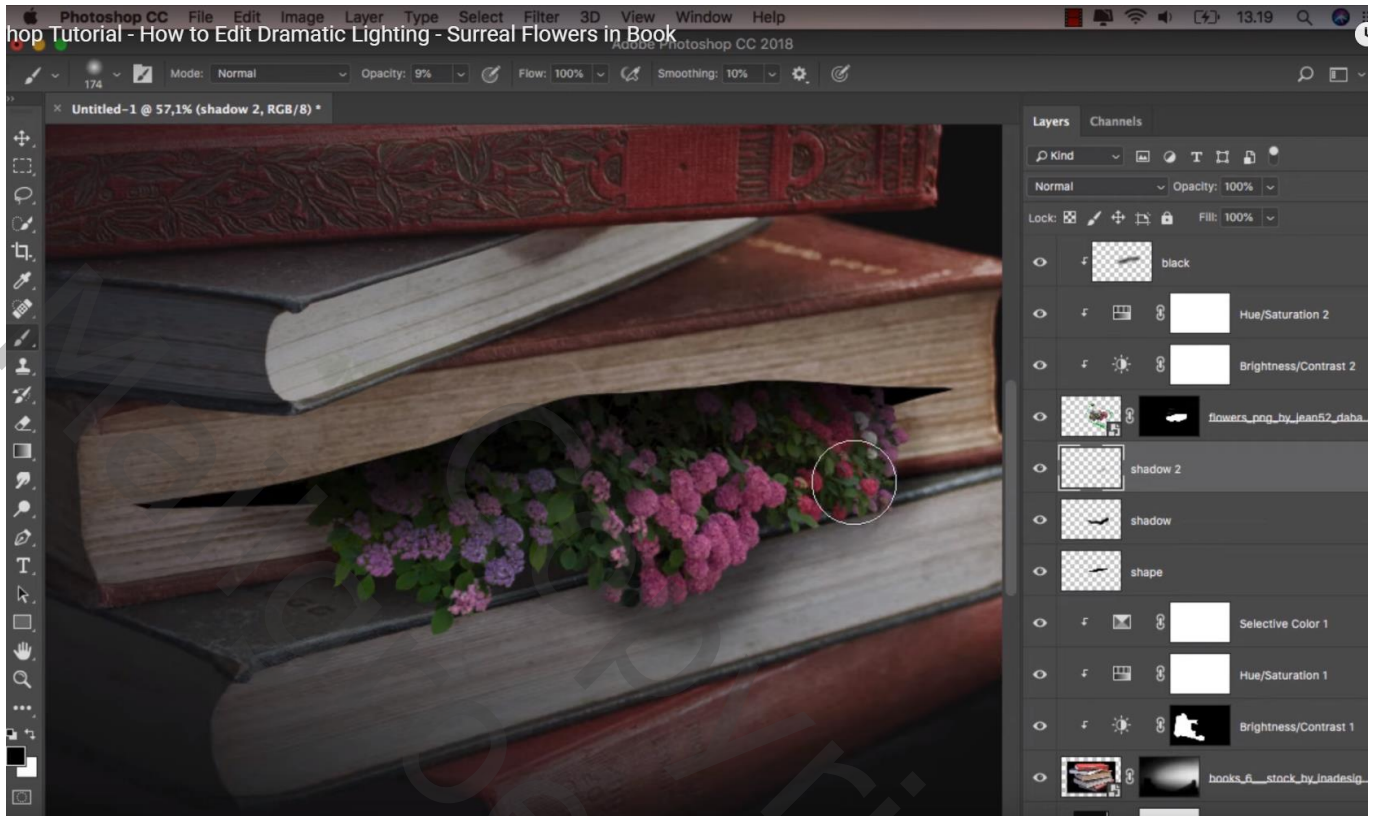 Photoshop CC File Edit Image Layer Type Select Filter 3D View Window Help 13.19
hop Tutorial - How to Edit Dramatic Lighting - Surreal Flowers in Book
Adobe Photoshop CC 2018
174 Mode: Normal Opacity: 9% Flow: 100% Smoothing: 10%
× Untitled-1 @ 57,1% (shadow 2, RGB/8) *
Layers Channels
Kind
Normal Opacity: 100%
Lock: Fill: 100%
black
Hue/Saturation 2
Brightness/Contrast 2
flowers_png_by_jean52_daba...
shadow 2
shadow
shape
Selective Color 1
Hue/Saturation 1
Brightness/Contrast 1
books_6__stock_by_inadesig...